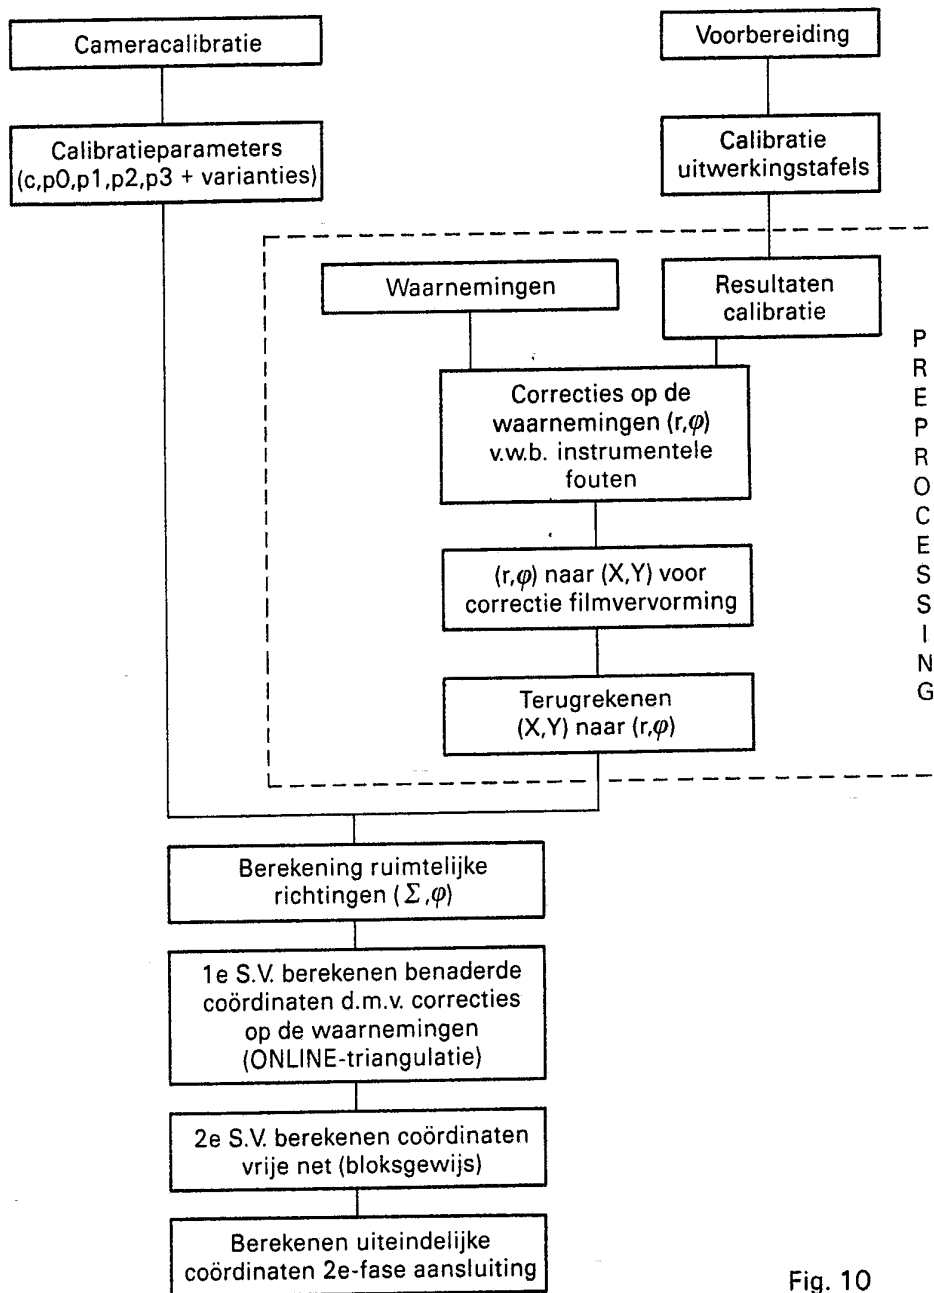 Cameracalibratie
Calibratieparameters
(c,p0,p1,p2,p3 + varianties)
Voorbereiding
Calibratie
uitwerkingstafels
Waarnemingen
Resultaten
calibratie
PREPROCESSING
Correcties op de
waarnemingen (r,φ)
v.w.b. instrumentele
fouten
(r,φ) naar (X,Y) voor
correctie filmvervorming
Terugrekenen
(X,Y) naar (r,φ)
Berekening ruimtelijke
richtingen (Σ,φ)
1e S.V. berekenen benaderde
coördinaten d.m.v. correcties
op de waarnemingen
(ONLINE-triangulatie)
2e S.V. berekenen coördinaten
vrije net (bloksgewijs)
Berekenen uiteindelijke
coördinaten 2e-fase aansluiting
Fig. 10